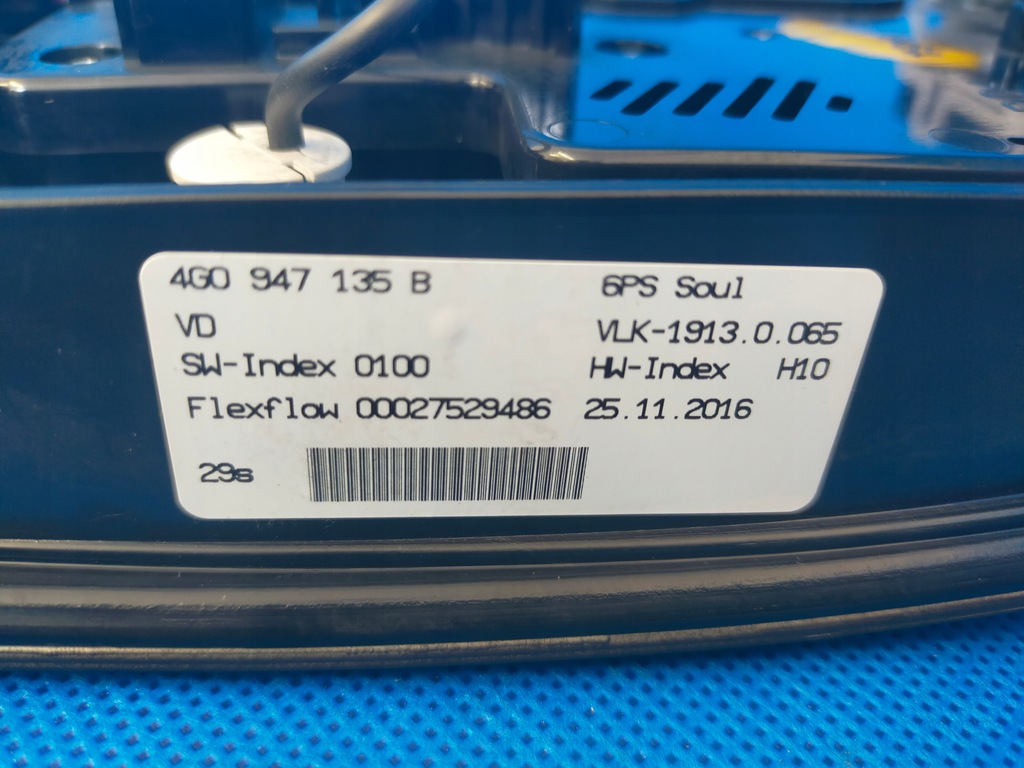 4G0 947 135 B 6PS Soul
VD VLK-1913.0.065
SW-Index 0100 HW-Index H10
Flexflow 00027529486 25.11.2016
29s